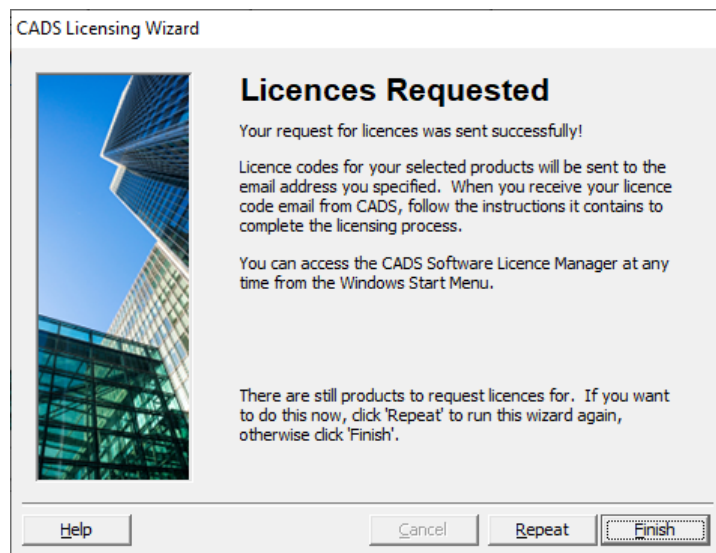 CADS Licensing Wizard
Licences Requested
Your request for licences was sent successfully!
Licence codes for your selected products will be sent to the
email address you specified.  When you receive your licence
code email from CADS, follow the instructions it contains to
complete the licensing process.
You can access the CADS Software Licence Manager at any
time from the Windows Start Menu.
There are still products to request licences for.  If you want
to do this now, click 'Repeat' to run this wizard again,
otherwise click 'Finish'.
Help
Cancel
Repeat
Finish